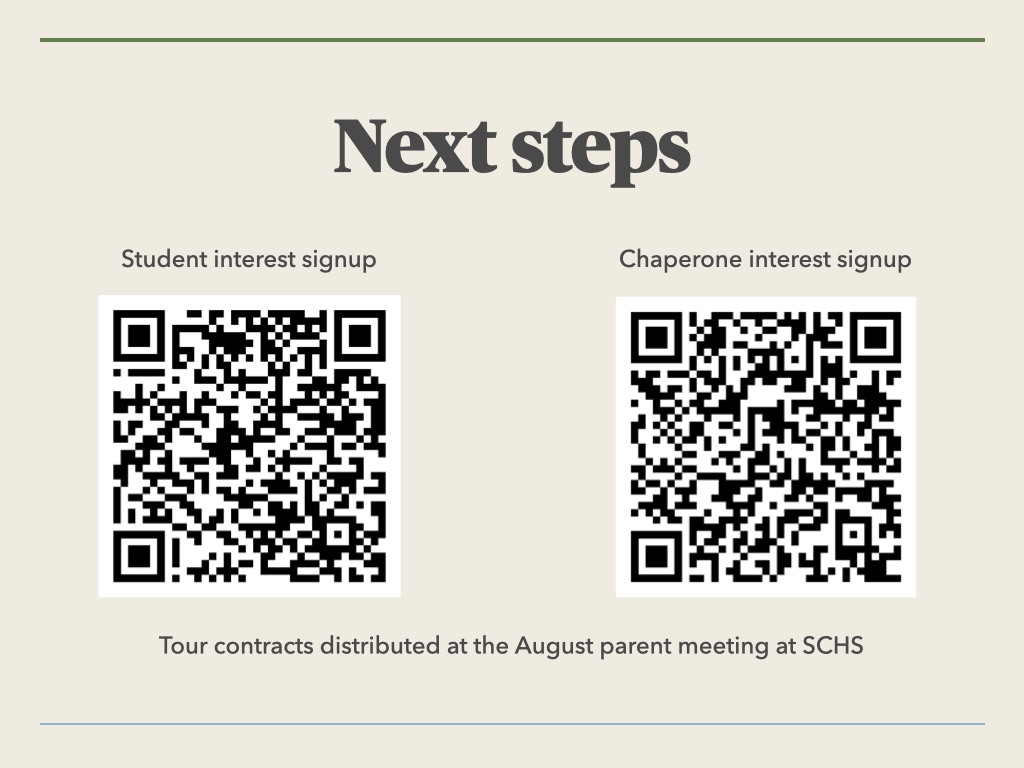 Next steps
Student interest signup
Chaperone interest signup
Tour contracts distributed at the August parent meeting at SCHS